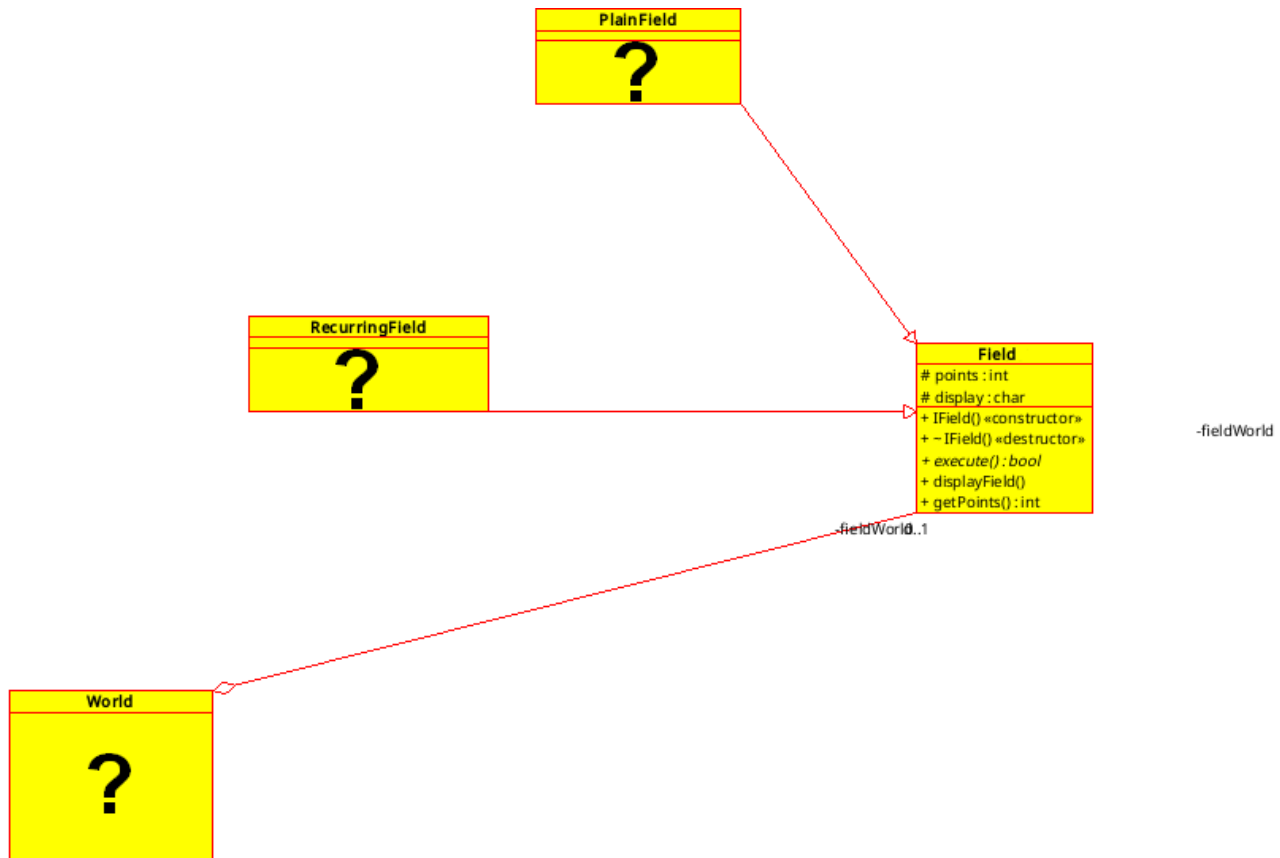 PlainField
?
RecurringField
?
Field
# points : int
# display : char
+ IField() «constructor»
+ ~IField() «destructor»
+ execute() : bool
+ displayField()
+ getPoints() : int
-fieldWorld
-fieldWorld
0..1
World
?